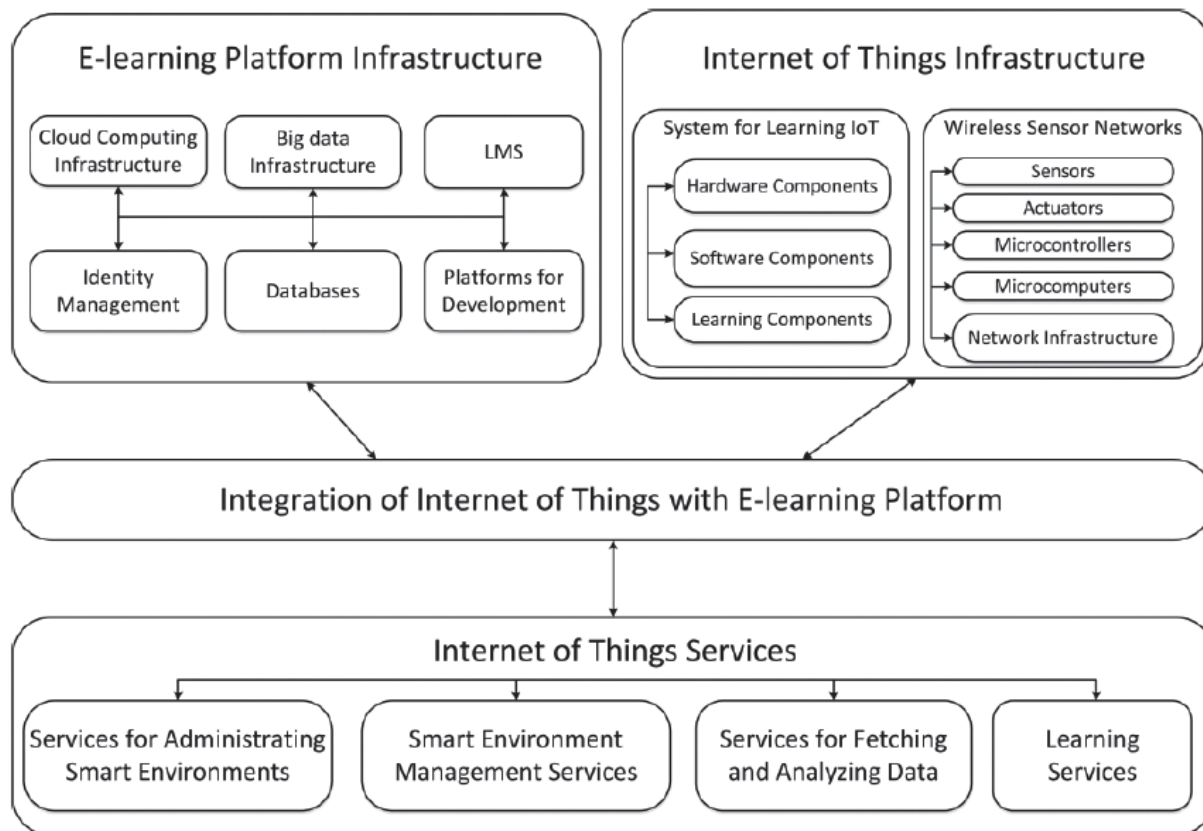 E-learning Platform Infrastructure
Cloud Computing
Infrastructure
Big data
Infrastructure
LMS
Identity
Management
Databases
Platforms for
Development
Internet of Things Infrastructure
System for Learning IoT
Hardware Components
Software Components
Learning Components
Wireless Sensor Networks
Sensors
Actuators
Microcontrollers
Microcomputers
Network Infrastructure
Integration of Internet of Things with E-learning Platform
Internet of Things Services
Services for Administrating
Smart Environments
Smart Environment
Management Services
Services for Fetching
and Analyzing Data
Learning
Services